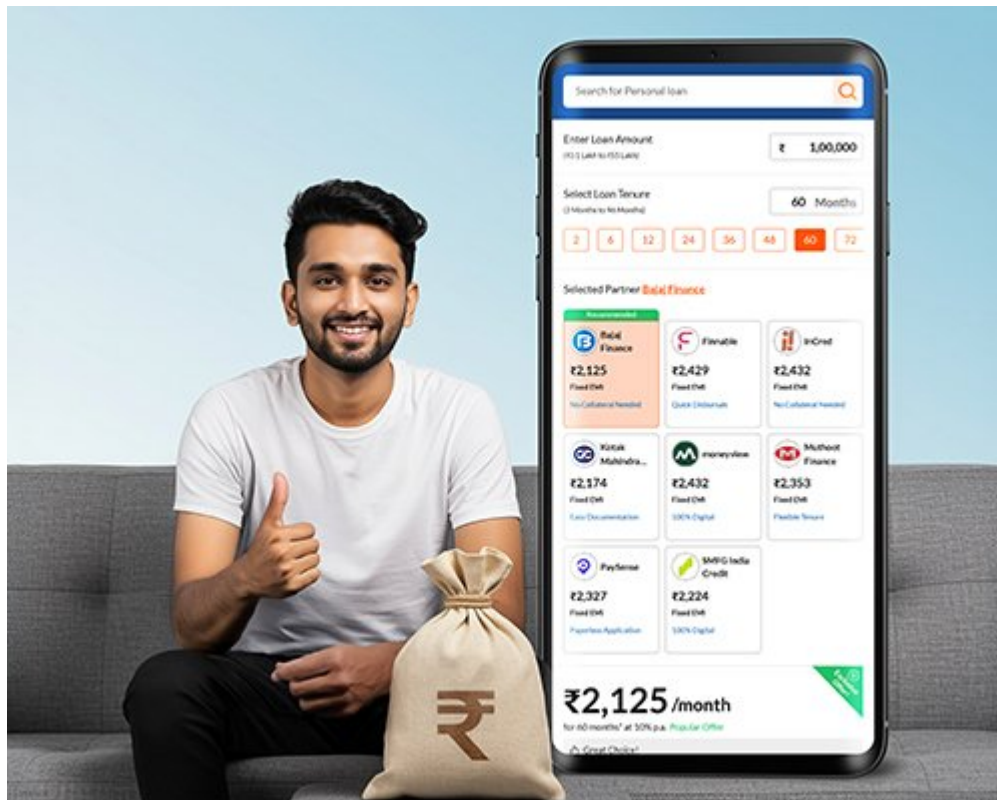 Search for Personal loan
Enter Loan Amount
₹ 1,00,000
Select Loan Tenure
60 Months
2 6 12 24 36 48 60 72
Selected Partner Bajaj Finance
Recommended
Bajaj
Finance
₹2,125
Fixed EMI
No Collateral Needed
Finnable
₹2,429
Fixed EMI
Quick Disbursals
InCred
₹2,432
Fixed EMI
No Collateral Needed
Kotak
Mahindra...
₹2,174
Fixed EMI
Easy Documentation
moneyview
₹2,432
Fixed EMI
100% Digital
Muthoot
Finance
₹2,353
Fixed EMI
Flexible Tenure
PaySense
₹2,327
Fixed EMI
Paperless Application
SMFG India
Credit
₹2,224
Fixed EMI
100% Digital
Exclusive
Offer!
₹2,125 /month
for 60 months* at 10% p.a. Popular Offer
Great Choice!
₹